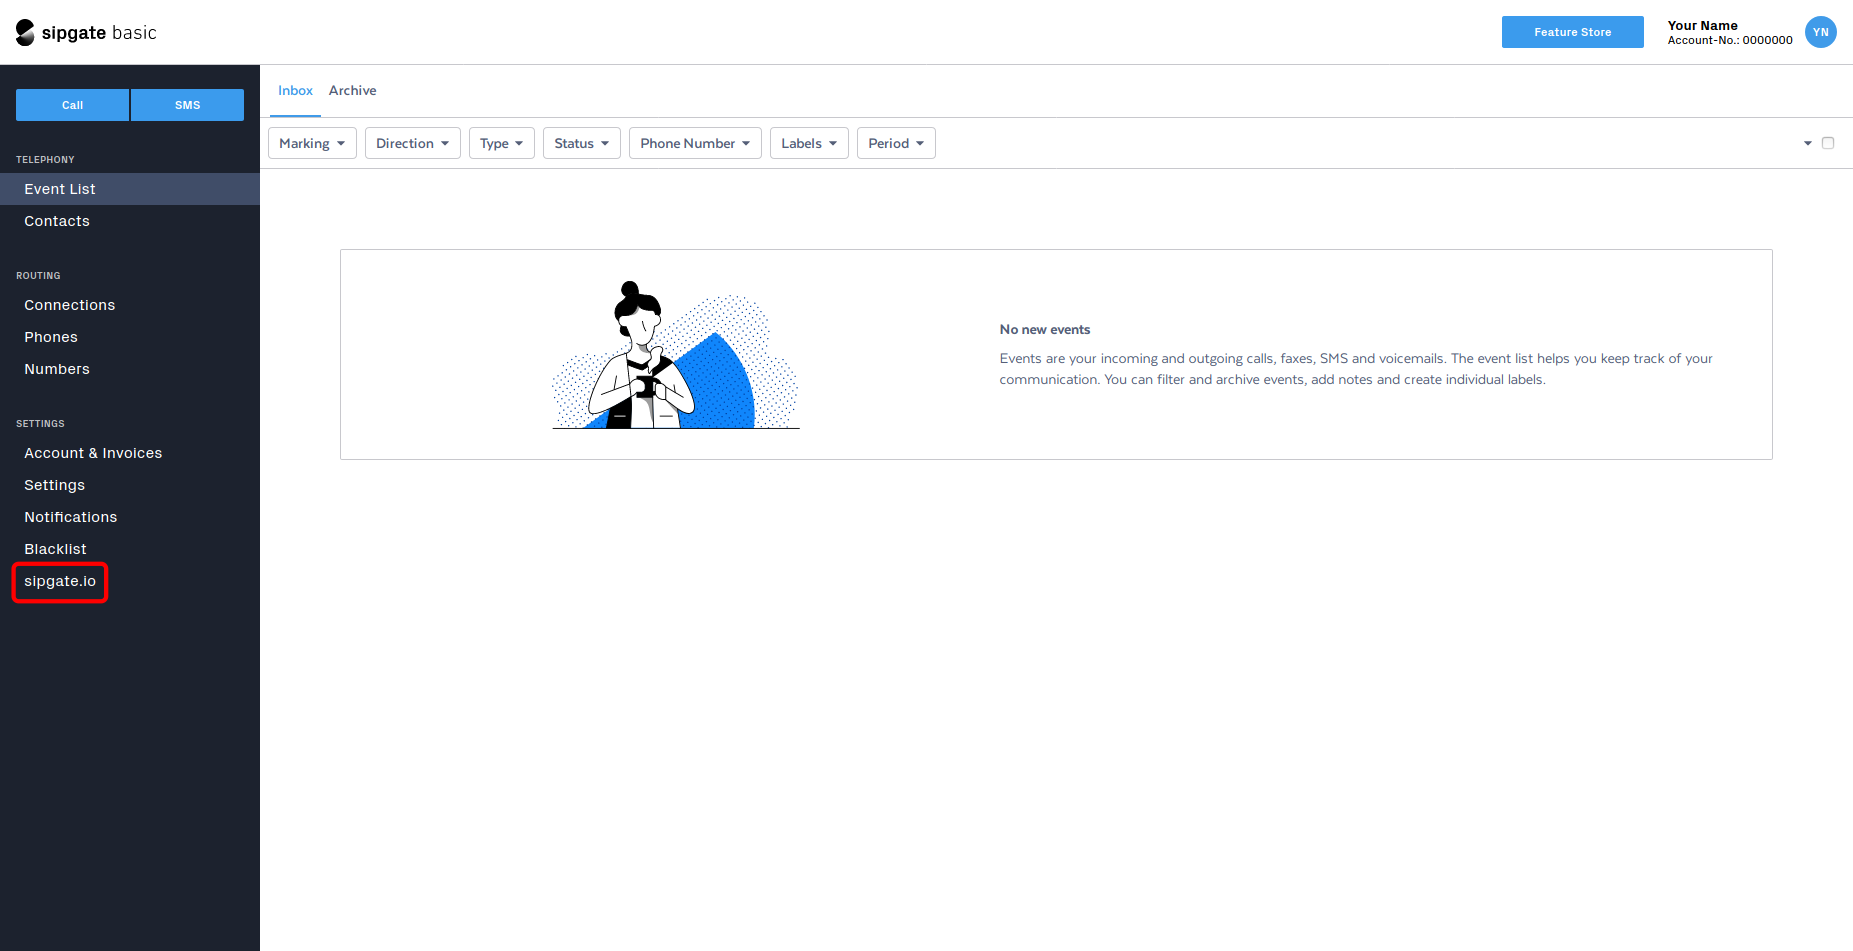 sipgate basic
Feature Store
Your Name
Account-No.: 0000000
YN
Call
SMS
TELEPHONY
Event List
Contacts
ROUTING
Connections
Phones
Numbers
SETTINGS
Account & Invoices
Settings
Notifications
Blacklist
sipgate.io
Inbox
Archive
Marking
Direction
Type
Status
Phone Number
Labels
Period
No new events
Events are your incoming and outgoing calls, faxes, SMS and voicemails. The event list helps you keep track of your
communication. You can filter and archive events, add notes and create individual labels.